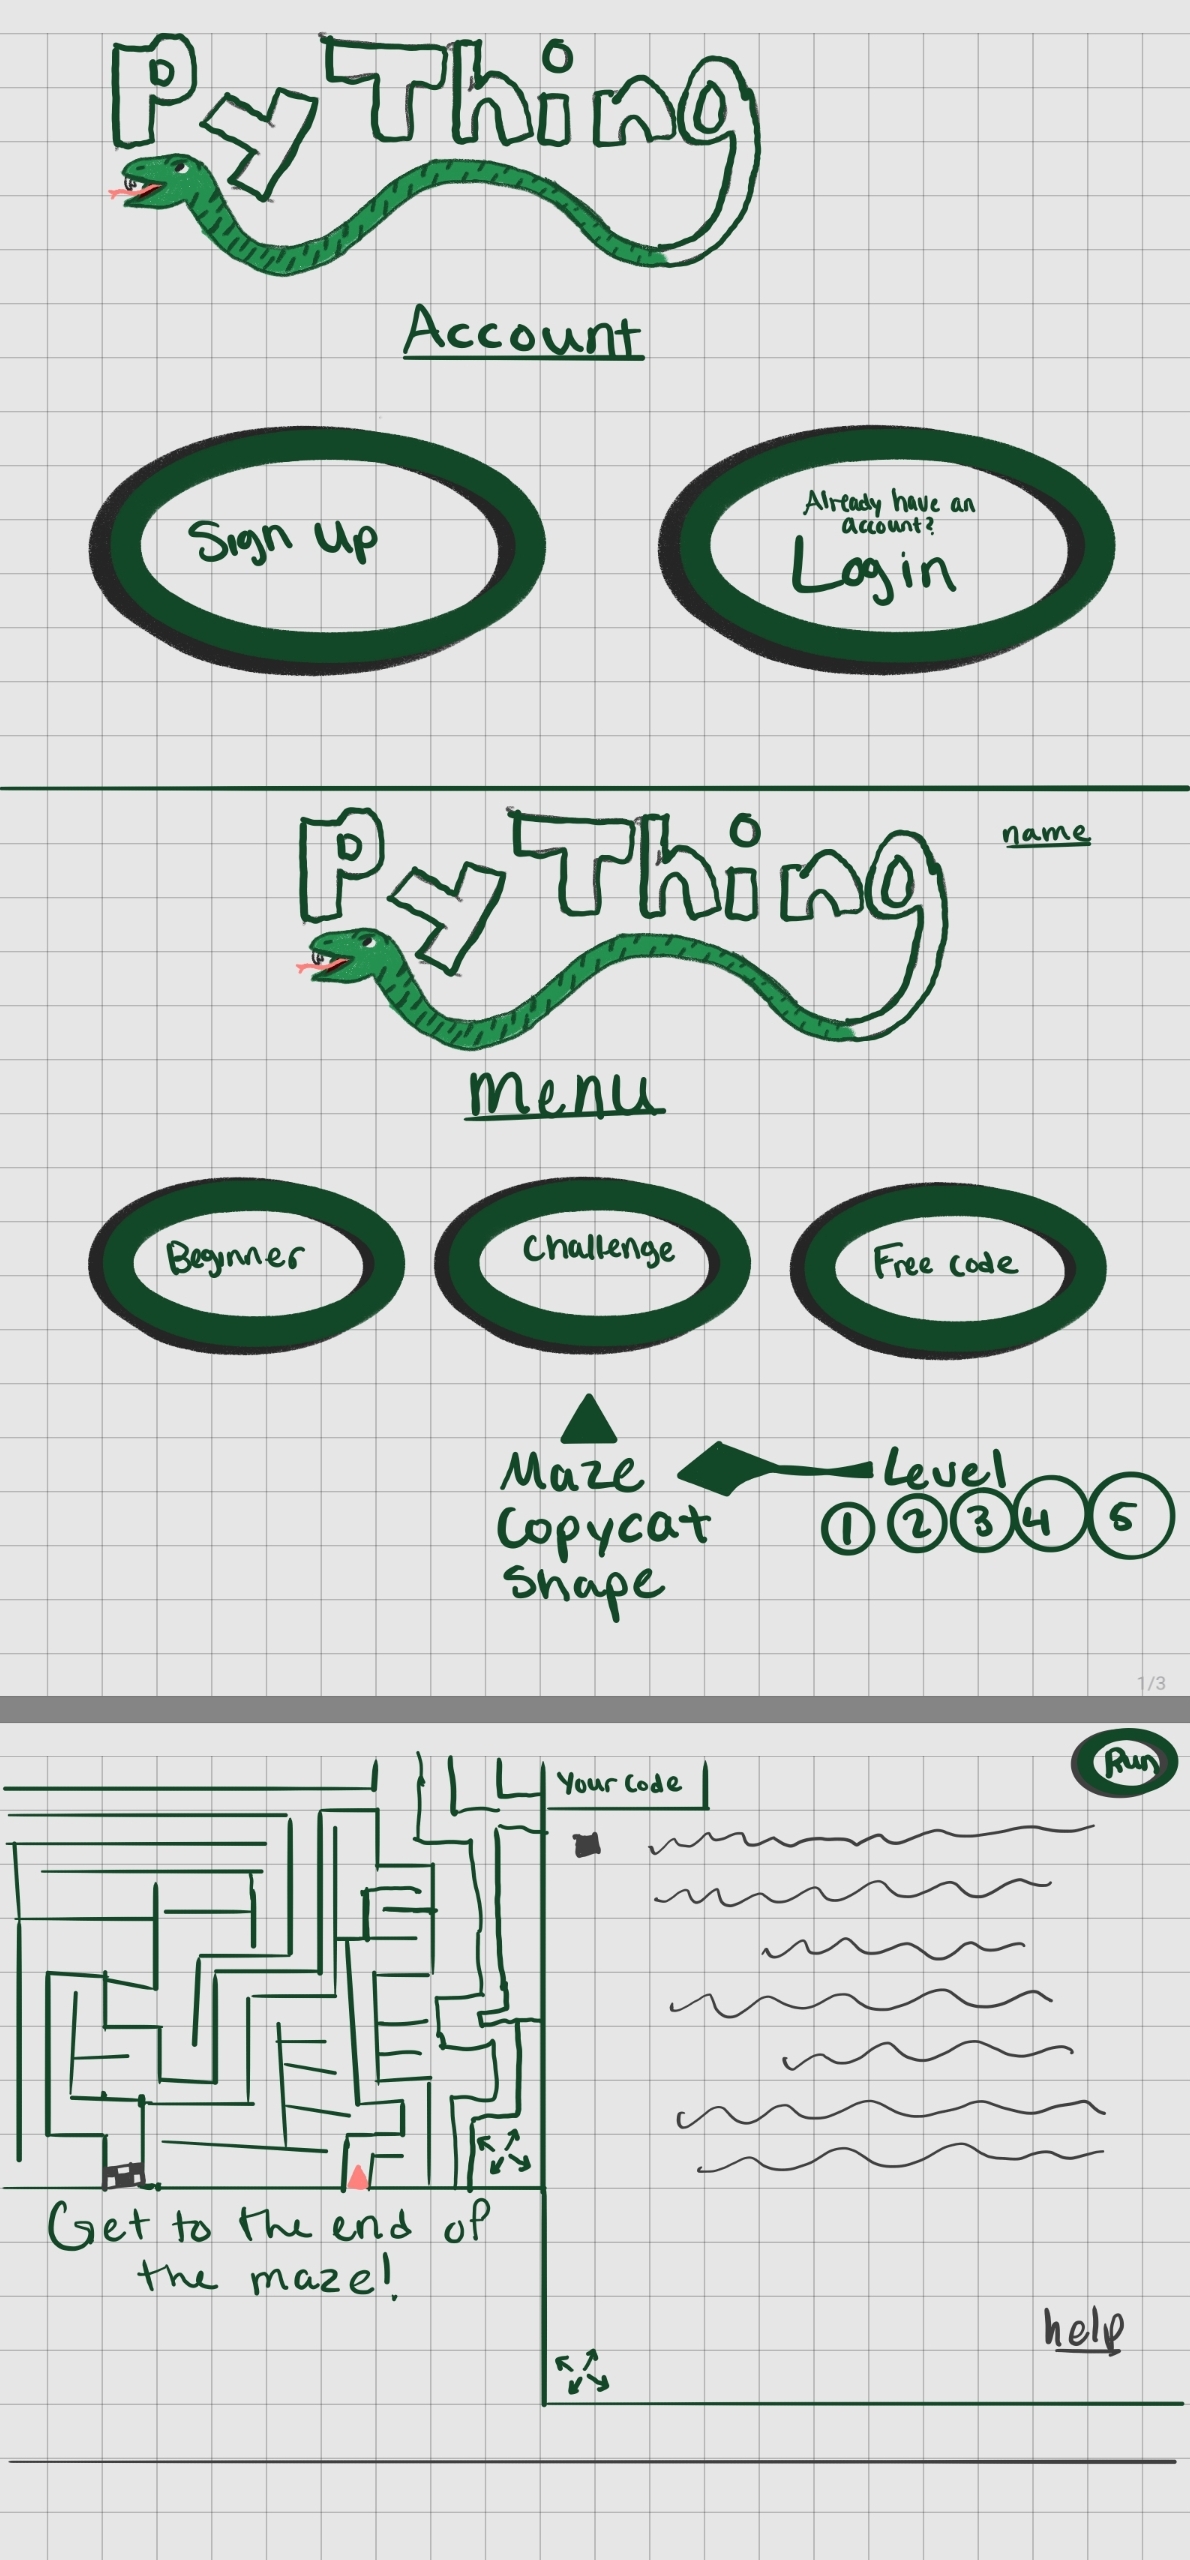 PyThing
Account
Sign Up
Already have an
account?
Login
PyThing
name
Menu
Beginner
Challenge
Free code
Maze
Level
Copycat
1 2 3 4 5
Shape
1/3
Your Code
Run
Get to the end of
the maze!
help